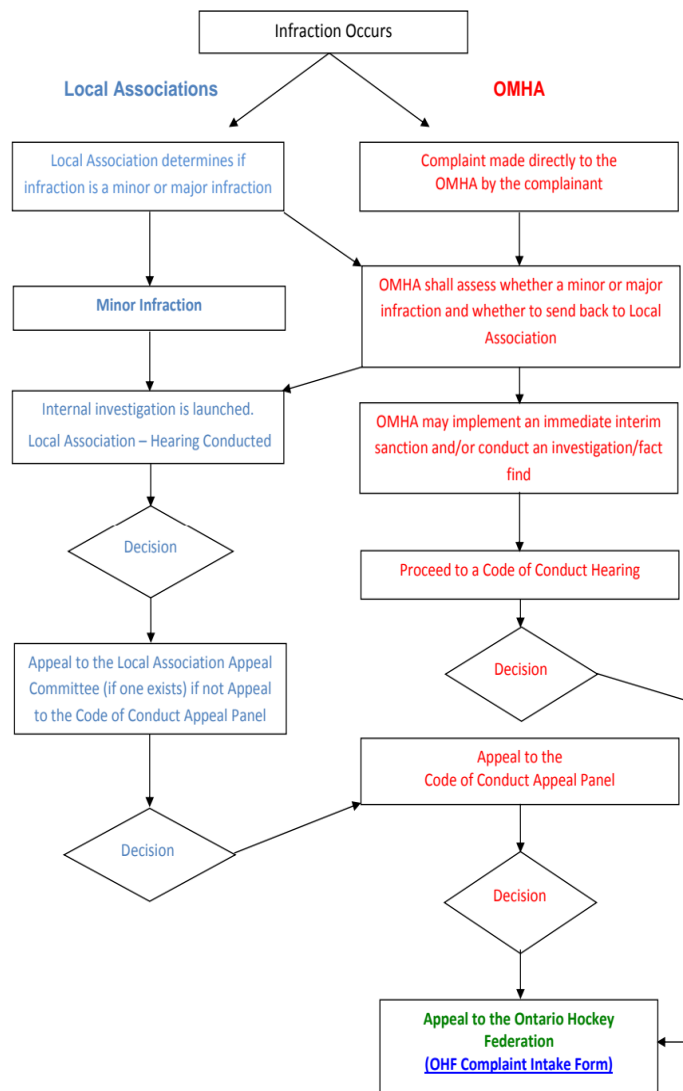 Infraction Occurs
Local Associations
OMHA
Local Association determines if
infraction is a minor or major infraction
Complaint made directly to the
OMHA by the complainant
Minor Infraction
OMHA shall assess whether a minor or major
infraction and whether to send back to Local
Association
Internal investigation is launched.
Local Association – Hearing Conducted
OMHA may implement an immediate interim
sanction and/or conduct an investigation/fact
find
Decision
Proceed to a Code of Conduct Hearing
Appeal to the Local Association Appeal
Committee (if one exists) if not Appeal
to the Code of Conduct Appeal Panel
Decision
Appeal to the
Code of Conduct Appeal Panel
Decision
Decision
Appeal to the Ontario Hockey
Federation
(OHF Complaint Intake Form)